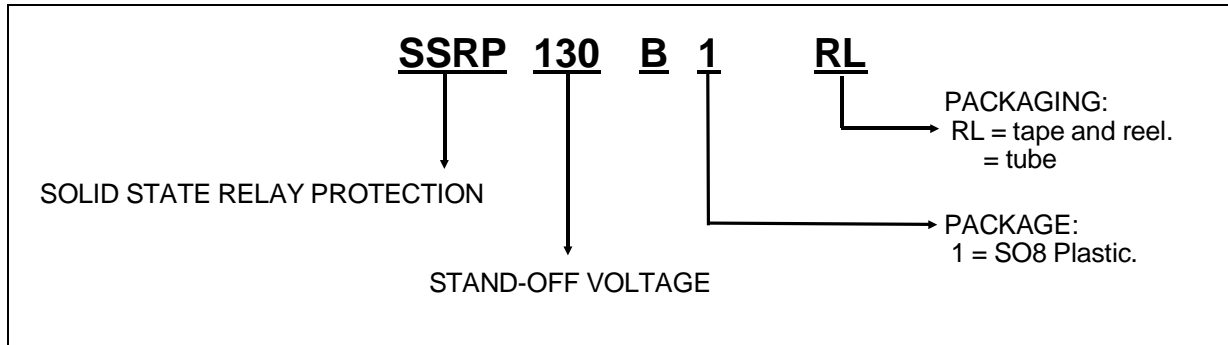 SSRP 130 B 1 RL
PACKAGING:
RL = tape and reel.
= tube
SOLID STATE RELAY PROTECTION
PACKAGE:
1 = SO8 Plastic.
STAND-OFF VOLTAGE